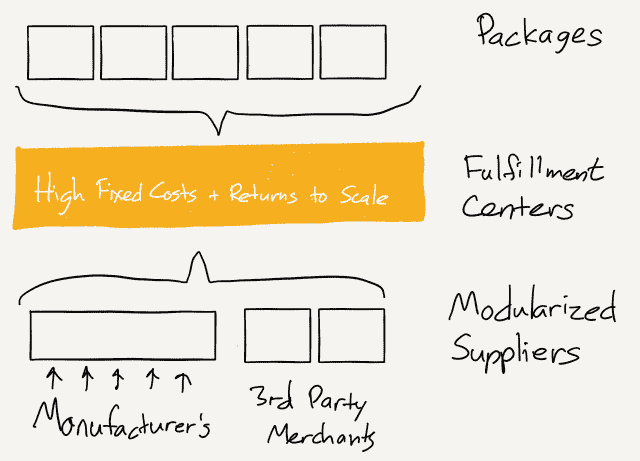 Packages
High Fixed Costs + Returns to Scale
Fulfillment
Centers
Modularized
Suppliers
Manufacturer's
3rd Party
Merchants